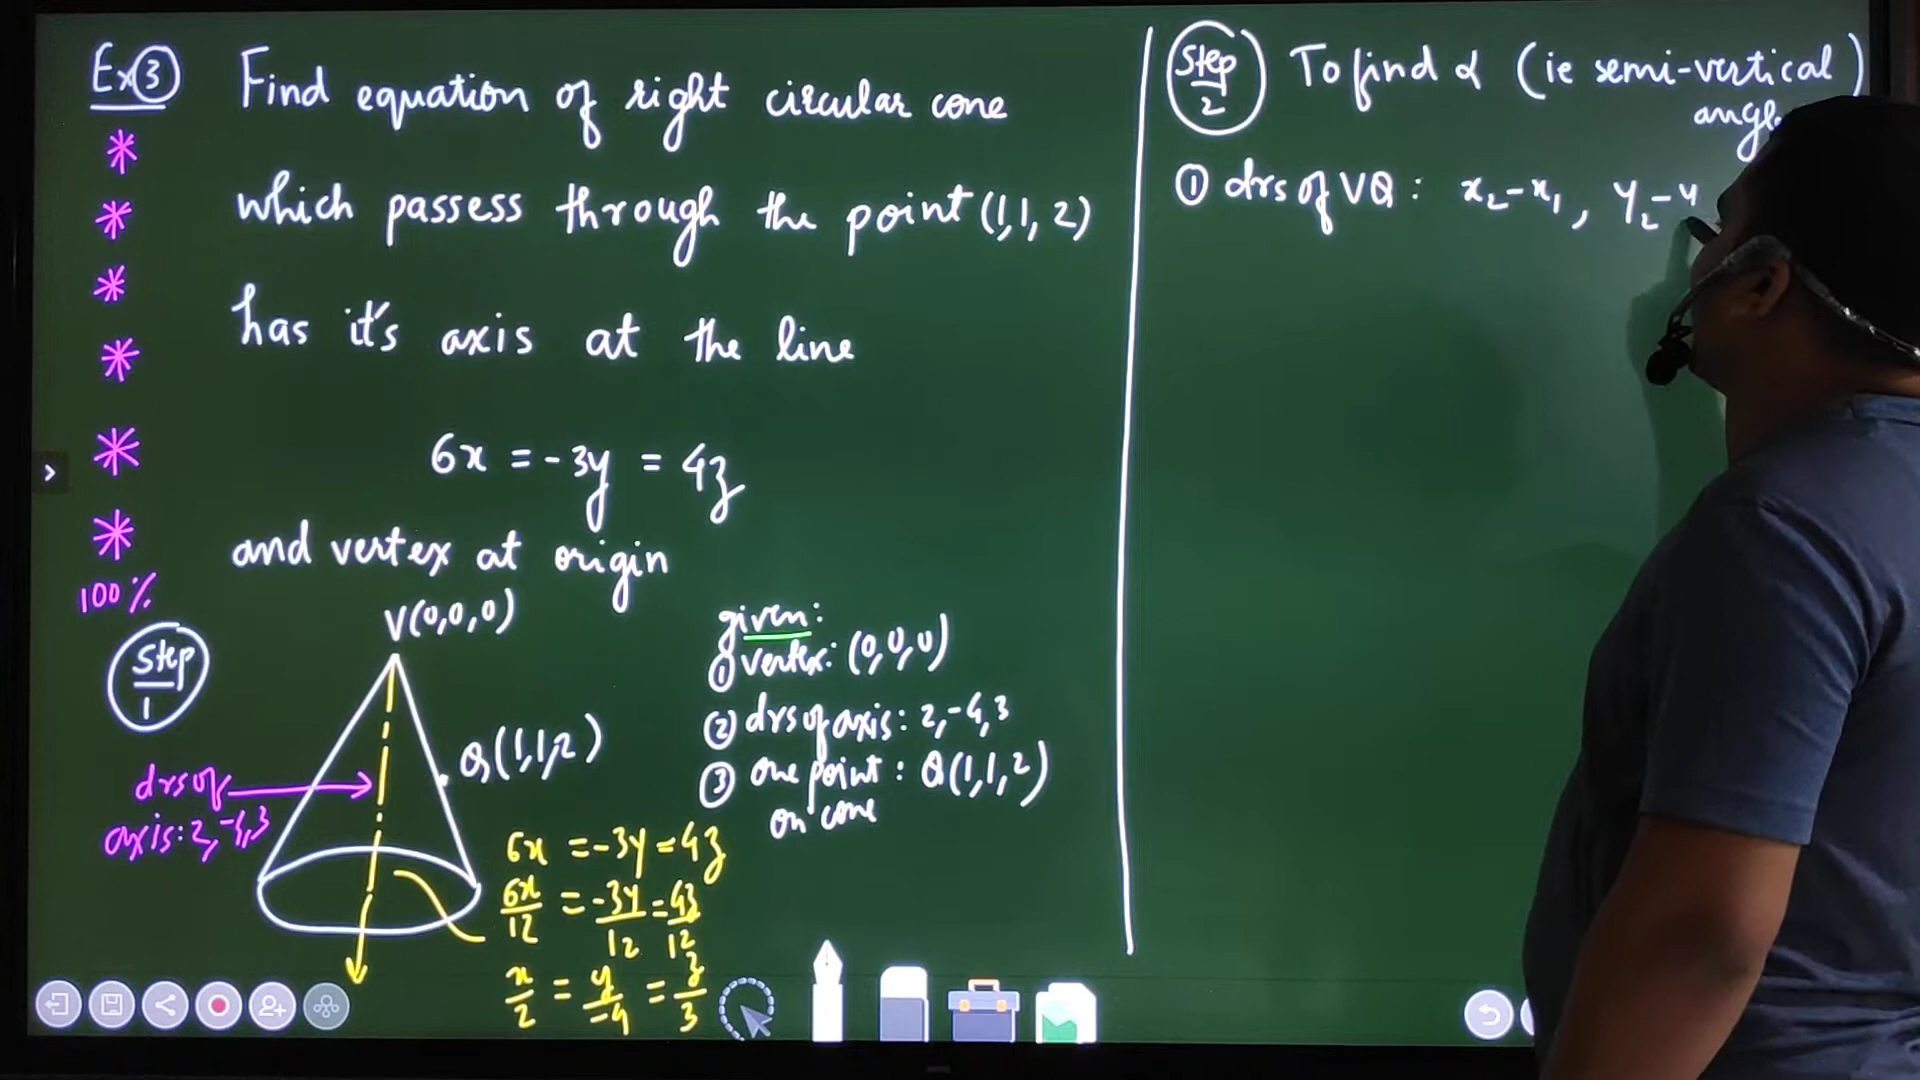 Ex ③ Find equation of right circular cone
which passess through the point (1, 1, 2)
has it's axis at the line
6x = -3y = 4z
and vertex at origin
100%
Step 1
V(0,0,0)
Q(1,1,2)
drs of
axis: 2,-4,3
6x = -3y = 4z
6x/12 = -3y/12 = 4z/12
x/2 = y/-4 = z/3
given:
① vertex: (0,0,0)
② drs of axis: 2,-4,3
③ one point: Q(1,1,2)
on cone
Step 2 To find α (ie semi-vertical
① drs of VQ: x₂-x₁, y₂-y